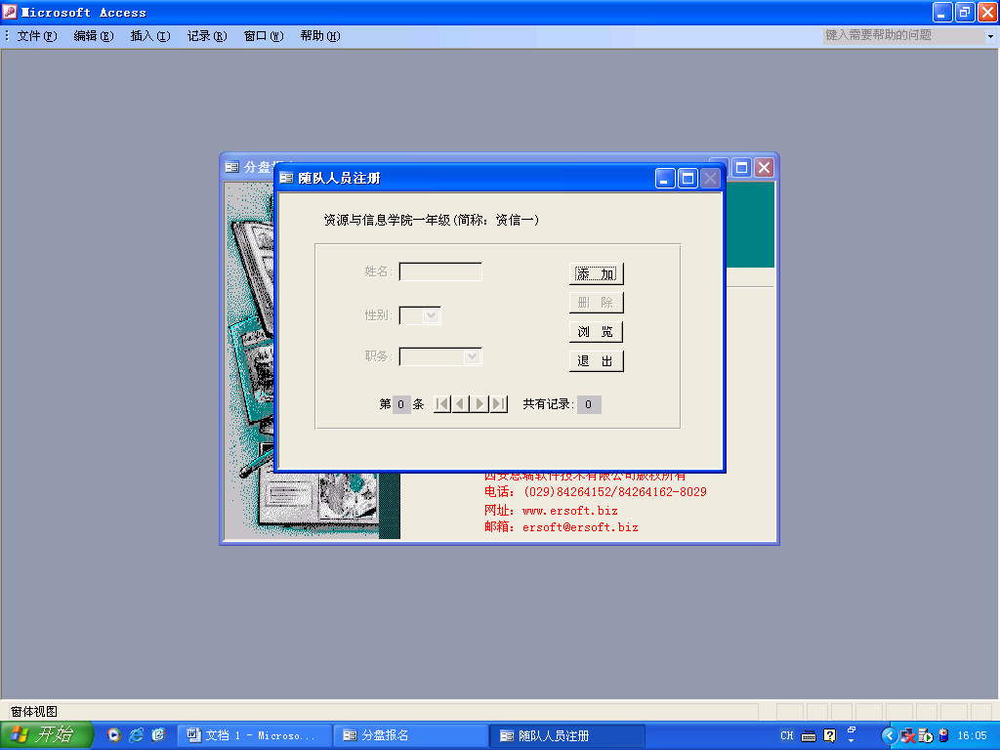 Microsoft Access
文件(F) 编辑(E) 插入(I) 记录(R) 窗口(W) 帮助(H) 键入需要帮助的问题
分盘报
随队人员注册
资源与信息学院一年级(简称: 资信一)
姓名: 添 加
删 除
性别: 浏 览
职务: 退 出
第 0 条 共有记录: 0
西安恩瑞软件技术有限公司版权所有
电话: (029)84264152/84264162-8029
网址: www.ersoft.biz
邮箱: ersoft@ersoft.biz
窗体视图
开始 文档 1 - Microso... 分盘报名 随队人员注册 CH 16:05